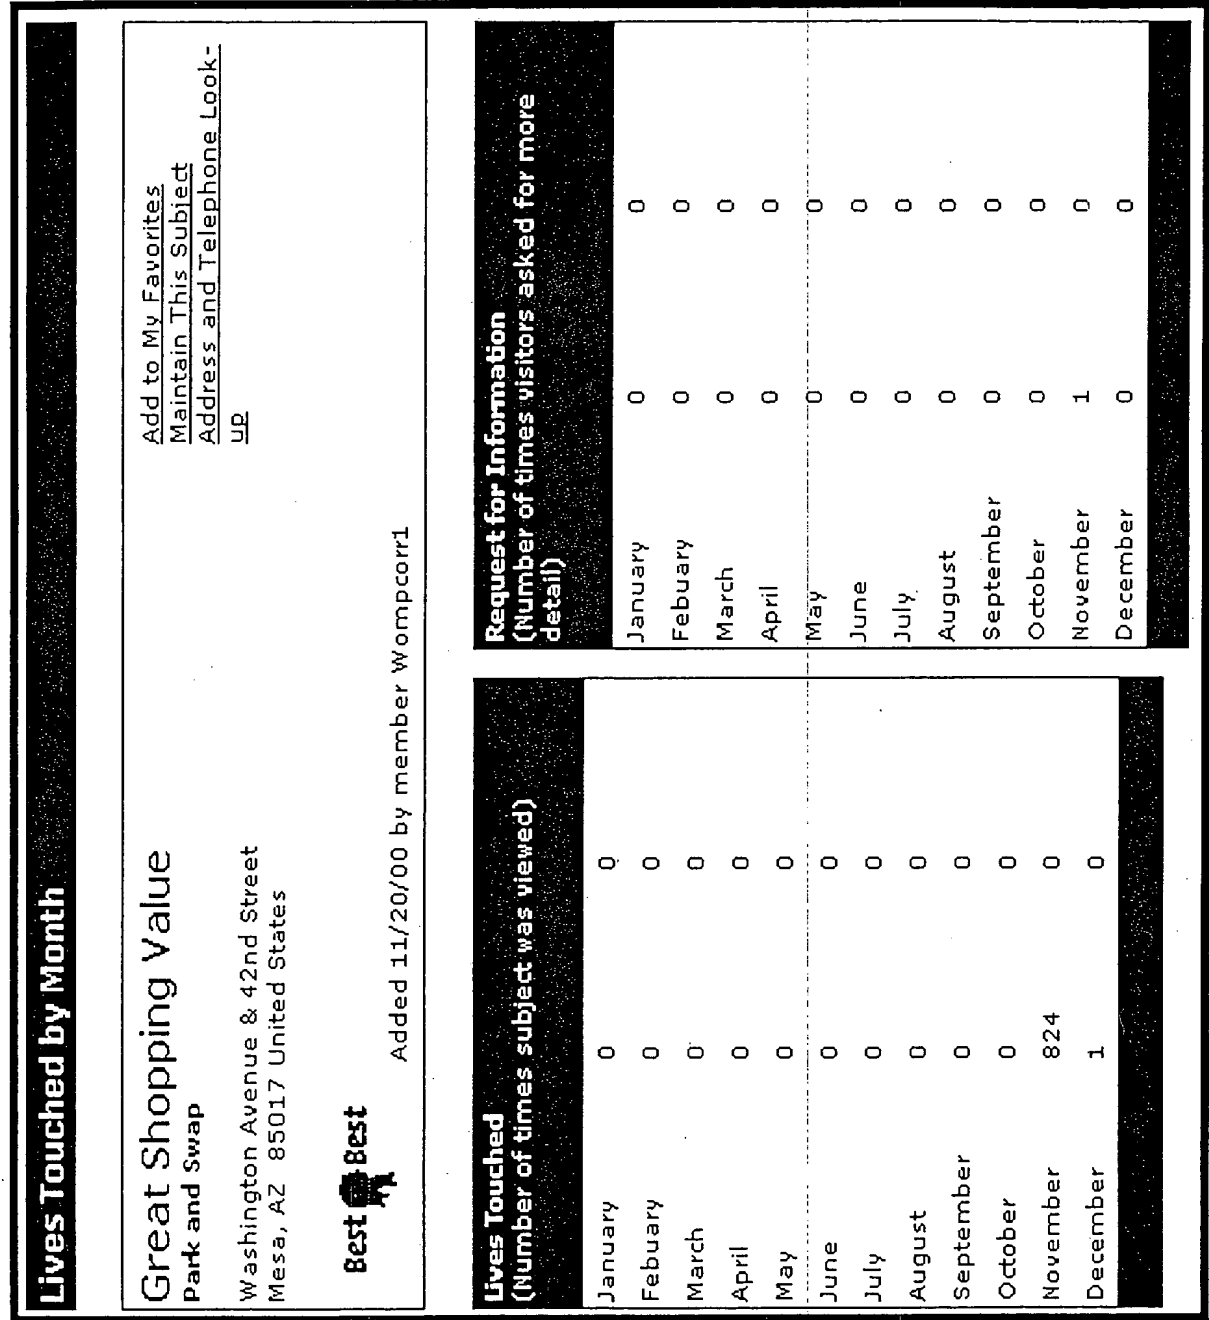 Lives Touched by Month
Great Shopping Value
Park and Swap
Washington Avenue & 42nd Street
Mesa, AZ 85017 United States
Add to My Favorites
Maintain This Subject
Address and Telephone Look-
up
Best Best
Added 11/20/00 by member Wompcorr1
Lives Touched
(Number of times subject was viewed)
January 0 0
Febuary 0 0
March 0 0
April 0 0
May 0 0
June 0 0
July 0 0
August 0 0
September 0 0
October 0 0
November 824 0
December 1 0
Request for Information
(Number of times visitors asked for more
detail)
January 0 0
Febuary 0 0
March 0 0
April 0 0
May 0 0
June 0 0
July 0 0
August 0 0
September 0 0
October 0 0
November 1 0
December 0 0